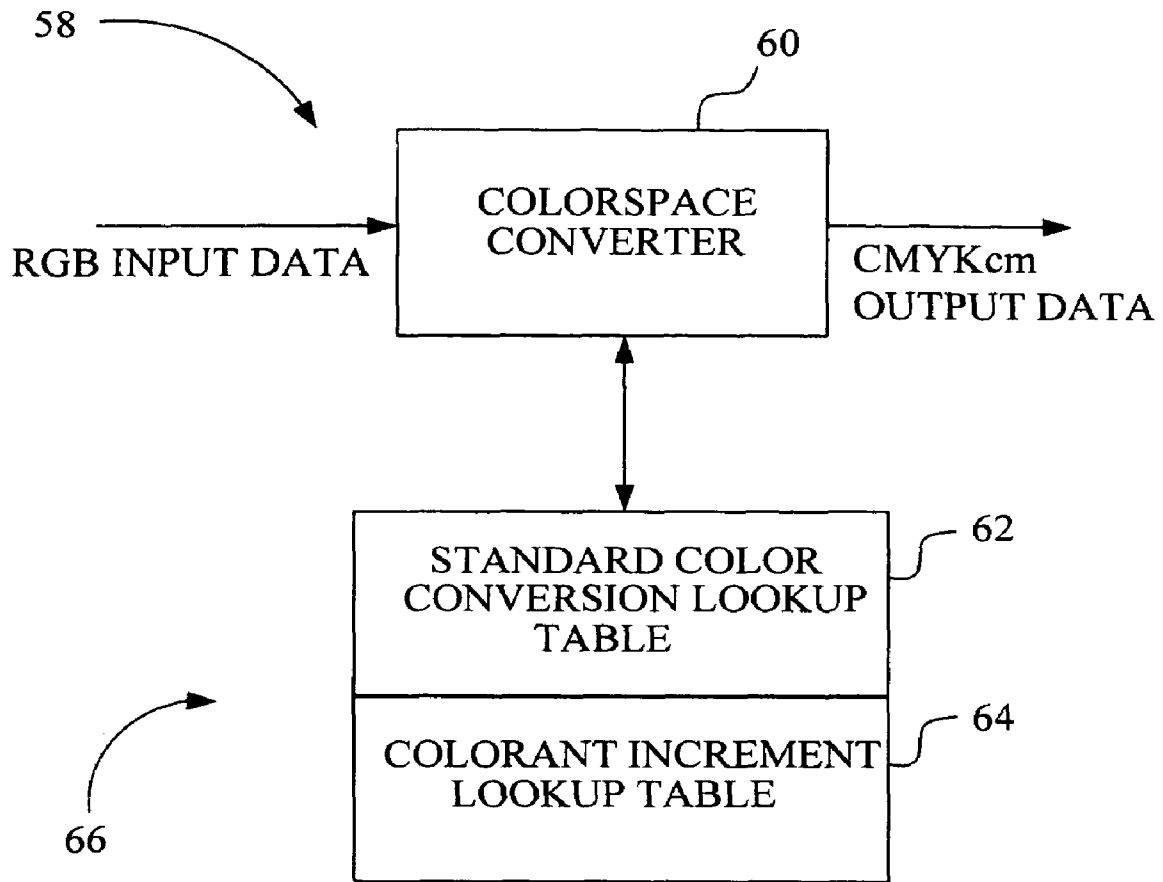 58
60
COLORSPACE
CONVERTER
RGB INPUT DATA
CMYKcm
OUTPUT DATA
62
STANDARD COLOR
CONVERSION LOOKUP
TABLE
64
COLORANT INCREMENT
LOOKUP TABLE
66